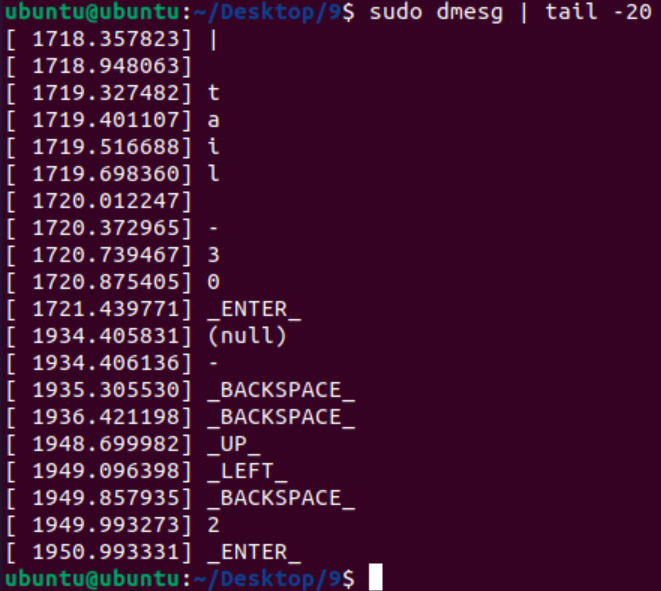 ubuntu@ubuntu:~/Desktop/9$ sudo dmesg | tail -20
[ 1718.357823] |
[ 1718.948063]
[ 1719.327482] t
[ 1719.401107] a
[ 1719.516688] i
[ 1719.698360] l
[ 1720.012247]
[ 1720.372965] -
[ 1720.739467] 3
[ 1720.875405] 0
[ 1721.439771] _ENTER_
[ 1934.405831] (null)
[ 1934.406136] -
[ 1935.305530] _BACKSPACE_
[ 1936.421198] _BACKSPACE_
[ 1948.699982] _UP_
[ 1949.096398] _LEFT_
[ 1949.857935] _BACKSPACE_
[ 1949.993273] 2
[ 1950.993331] _ENTER_
ubuntu@ubuntu:~/Desktop/9$